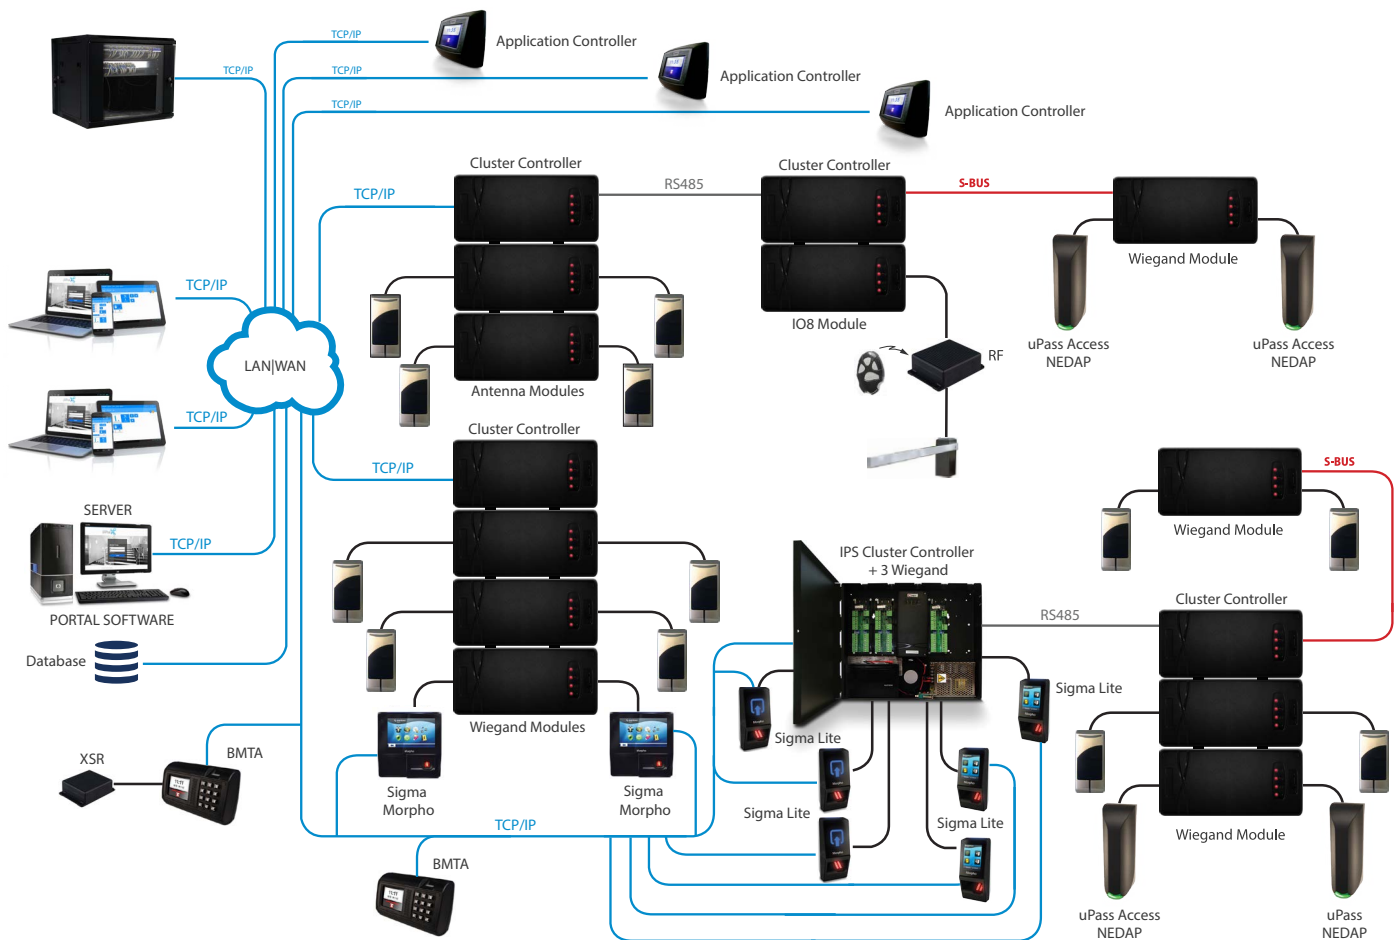 TCP/IP
Application Controller
TCP/IP
TCP/IP
Application Controller
TCP/IP
Application Controller
Cluster Controller
Cluster Controller
TCP/IP
RS485
S-BUS
Wiegand Module
TCP/IP
IO8 Module
uPass Access
NEDAP
uPass Access
NEDAP
RF
LAN|WAN
Antenna Modules
TCP/IP
Cluster Controller
TCP/IP
S-BUS
SERVER
Wiegand Module
TCP/IP
IPS Cluster Controller
+ 3 Wiegand
PORTAL SOFTWARE
Cluster Controller
RS485
Database
Sigma Lite
Wiegand Modules
Sigma Lite
XSR
BMTA
Sigma
Morpho
Sigma
Morpho
Sigma Lite
Sigma Lite
TCP/IP
Wiegand Module
BMTA
uPass Access
NEDAP
uPass
NEDAP